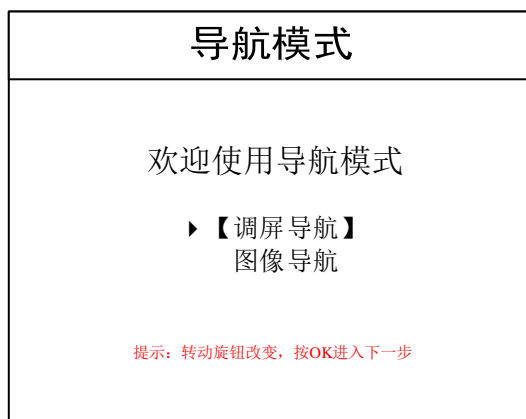 导航模式
欢迎使用导航模式
【调屏导航】
图像导航
提示：转动旋钮改变，按OK进入下一步